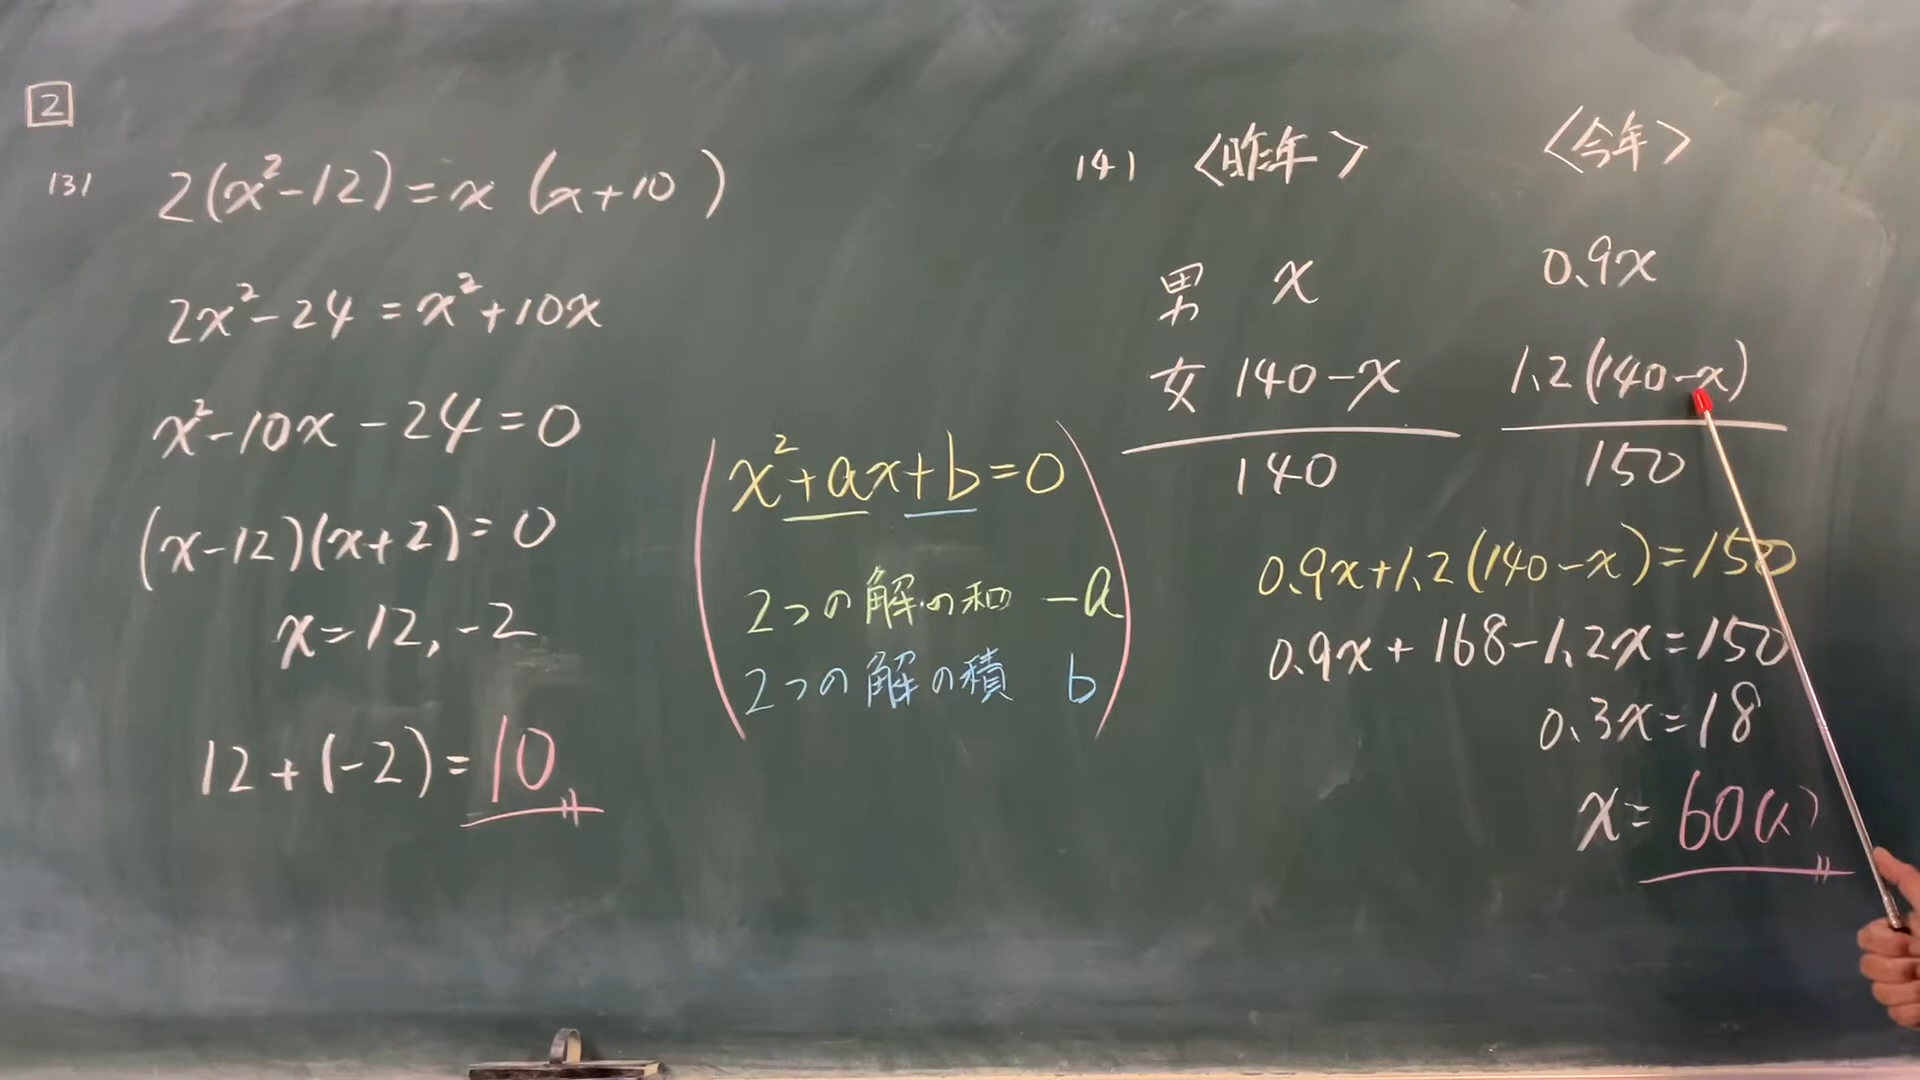 2
(3) 2(x²-12)=x(x+10)
2x²-24=x²+10x
x²-10x-24=0
(x-12)(x+2)=0
x=12,-2
12+(-2)=10
x²+ax+b=0
2つの解の和 -a
2つの解の積 b
(4) <昨年> <今年>
男 x 0.9x
女 140-x 1.2(140-x)
140 150
0.9x+1.2(140-x)=150
0.9x+168-1.2x=150
0.3x=18
x=60(人)